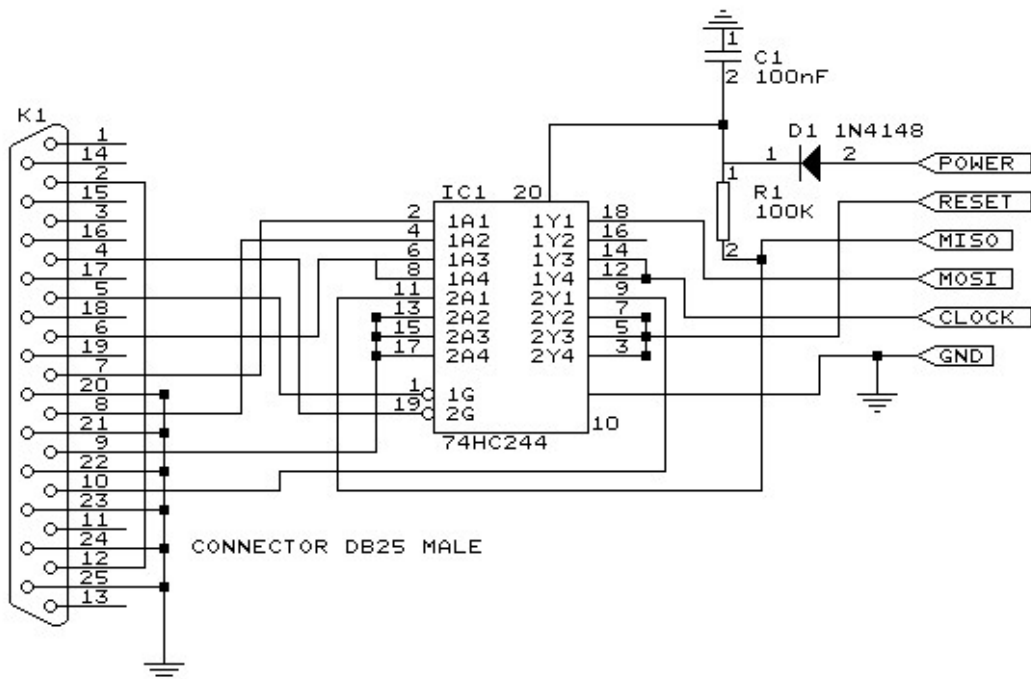 1
C1
2 100nF
K1
1
14
2
15
3
16
4
17
5
18
6
19
7
20
8
21
9
22
10
23
11
24
12
25
13
CONNECTOR DB25 MALE
IC1 20
2 1A1 1Y1 18
4 1A2 1Y2 16
6 1A3 1Y3 14
8 1A4 1Y4 12
11 2A1 2Y1 9
13 2A2 2Y2 7
15 2A3 2Y3 5
17 2A4 2Y4 3
1 1G
19 2G
10
74HC244
D1 1N4148
1 2
1
R1
100K
2
POWER
RESET
MISO
MOSI
CLOCK
GND